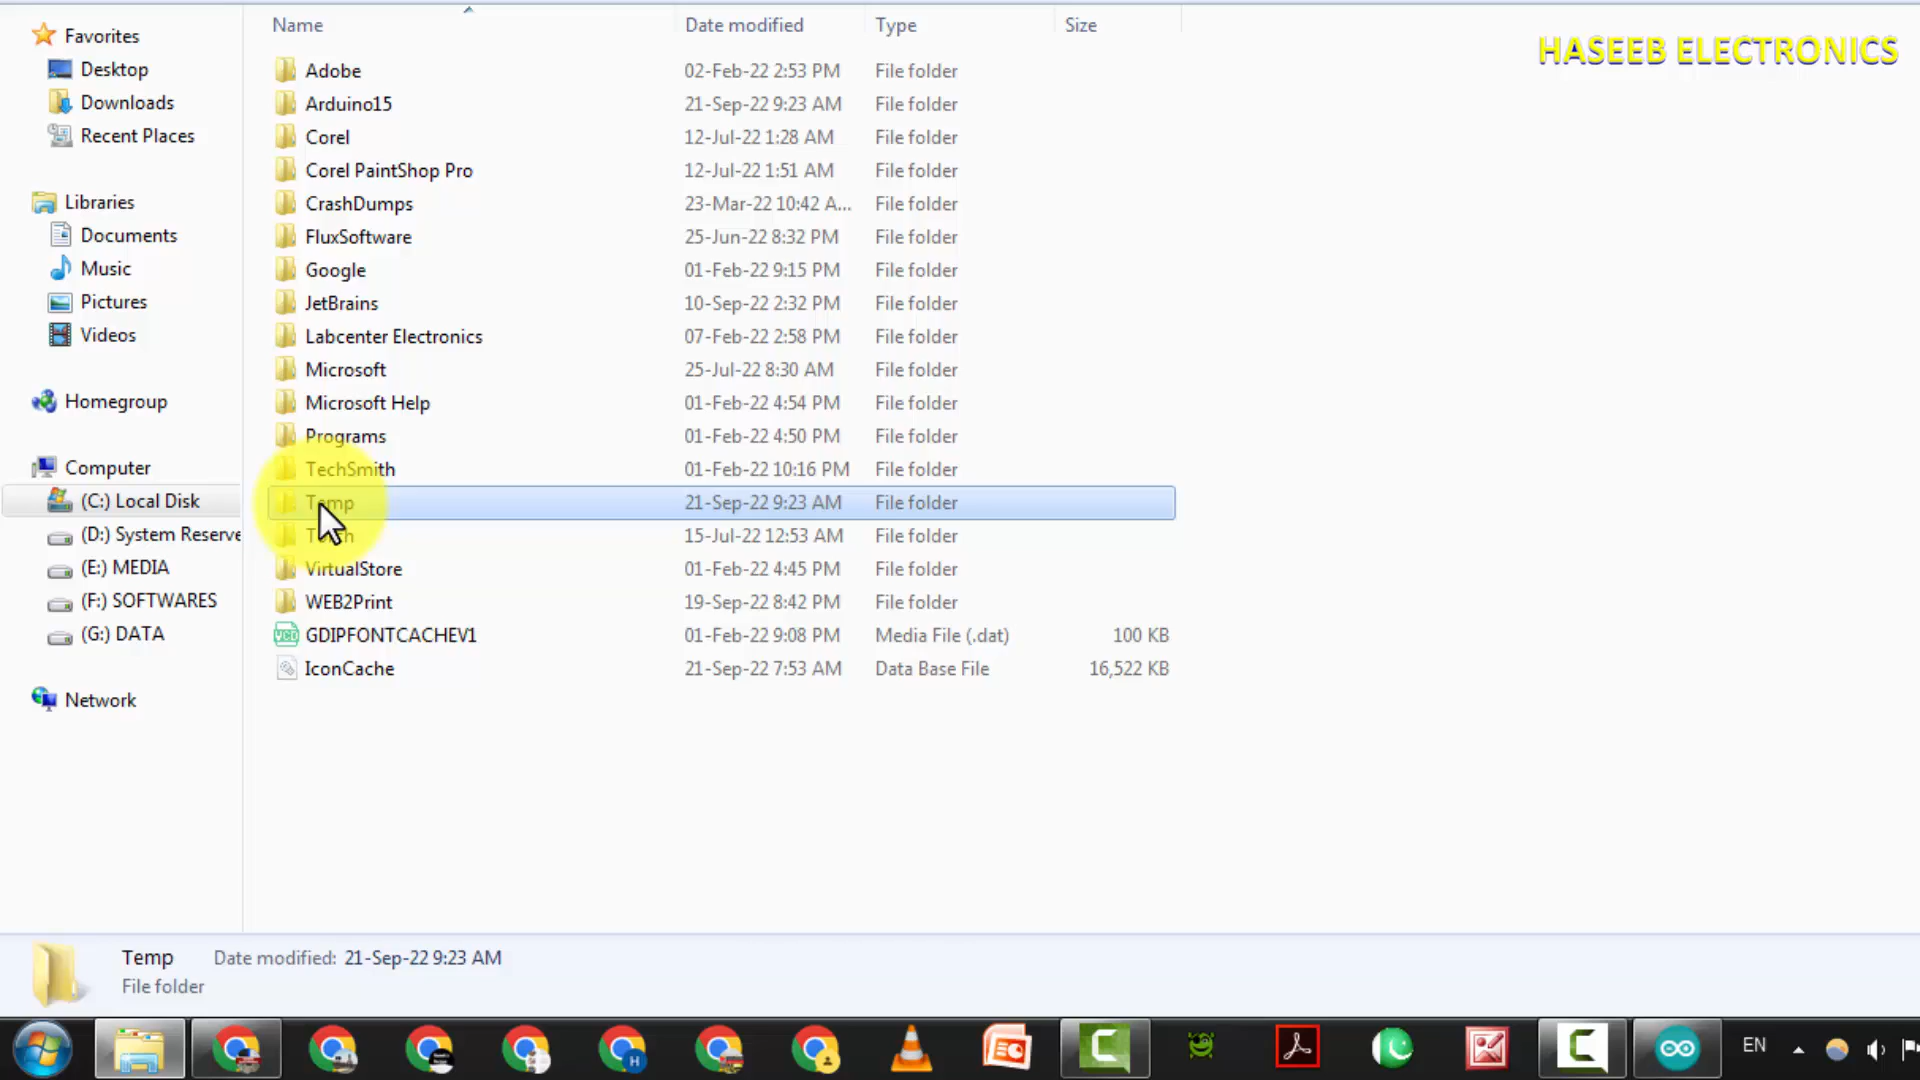 Name Date modified Type Size
HASEEB ELECTRONICS
Favorites
Desktop
Downloads
Recent Places
Libraries
Documents
Music
Pictures
Videos
Homegroup
Computer
(C:) Local Disk
(D:) System Reserve
(E:) MEDIA
(F:) SOFTWARES
(G:) DATA
Network
Adobe 02-Feb-22 2:53 PM File folder
Arduino15 21-Sep-22 9:23 AM File folder
Corel 12-Jul-22 1:28 AM File folder
Corel PaintShop Pro 12-Jul-22 1:51 AM File folder
CrashDumps 23-Mar-22 10:42 A... File folder
FluxSoftware 25-Jun-22 8:32 PM File folder
Google 01-Feb-22 9:15 PM File folder
JetBrains 10-Sep-22 2:32 PM File folder
Labcenter Electronics 07-Feb-22 2:58 PM File folder
Microsoft 25-Jul-22 8:30 AM File folder
Microsoft Help 01-Feb-22 4:54 PM File folder
Programs 01-Feb-22 4:50 PM File folder
TechSmith 01-Feb-22 10:16 PM File folder
Temp 21-Sep-22 9:23 AM File folder
15-Jul-22 12:53 AM File folder
VirtualStore 01-Feb-22 4:45 PM File folder
WEB2Print 19-Sep-22 8:42 PM File folder
GDIPFONTCACHEV1 01-Feb-22 9:08 PM Media File (.dat) 100 KB
IconCache 21-Sep-22 7:53 AM Data Base File 16,522 KB
Temp Date modified: 21-Sep-22 9:23 AM
File folder
EN